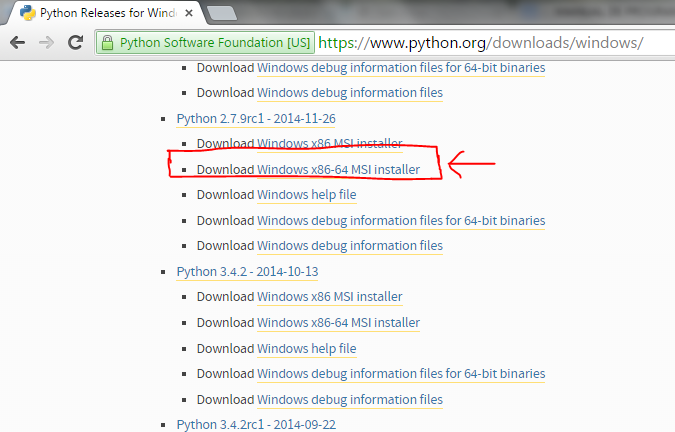 Python Releases for Wind
Python Software Foundation [US] https://www.python.org/downloads/windows/
Download Windows debug information files for 64-bit binaries
Download Windows debug information files
Python 2.7.9rc1 - 2014-11-26
Download Windows x86 MSI installer
Download Windows x86-64 MSI installer
Download Windows help file
Download Windows debug information files for 64-bit binaries
Download Windows debug information files
Python 3.4.2 - 2014-10-13
Download Windows x86 MSI installer
Download Windows x86-64 MSI installer
Download Windows help file
Download Windows debug information files for 64-bit binaries
Download Windows debug information files
Python 3.4.2rc1 - 2014-09-22